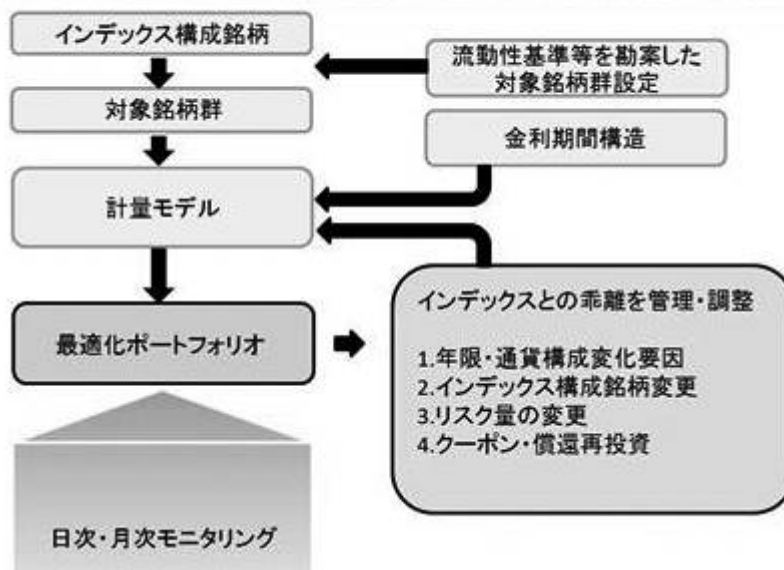 インデックス構成銘柄
流動性基準等を勘案した
対象銘柄群設定
対象銘柄群
金利期間構造
計量モデル
最適化ポートフォリオ
インデックスとの乖離を管理・調整
1.年限・通貨構成変化要因
2.インデックス構成銘柄変更
3.リスク量の変更
4.クーポン・償還再投資
日次・月次モニタリング